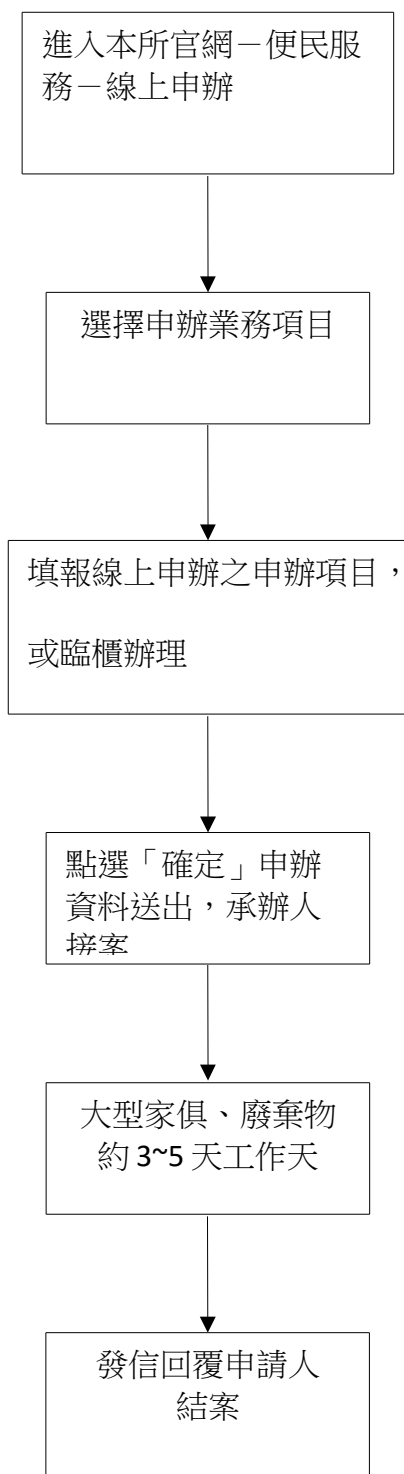 進入本所官網－便民服
務－線上申辦
選擇申辦業務項目
填報線上申辦之申辦項目，
或臨櫃辦理
點選「確定」申辦
資料送出，承辦人
接案
大型家俱、廢棄物
約 3~5 天工作天
發信回覆申請人
結案